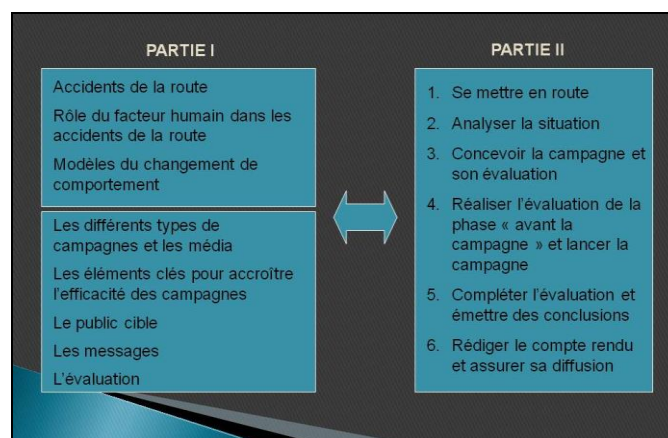 PARTIE I
Accidents de la route
Rôle du facteur humain dans les
accidents de la route
Modèles du changement de
comportement
Les différents types de
campagnes et les média
Les éléments clés pour accroître
l'efficacité des campagnes
Le public cible
Les messages
L'évaluation
PARTIE II
1. Se mettre en route
2. Analyser la situation
3. Concevoir la campagne et
son évaluation
4. Réaliser l'évaluation de la
phase « avant la
campagne » et lancer la
campagne
5. Compléter l'évaluation et
émettre des conclusions
6. Rédiger le compte rendu
et assurer sa diffusion